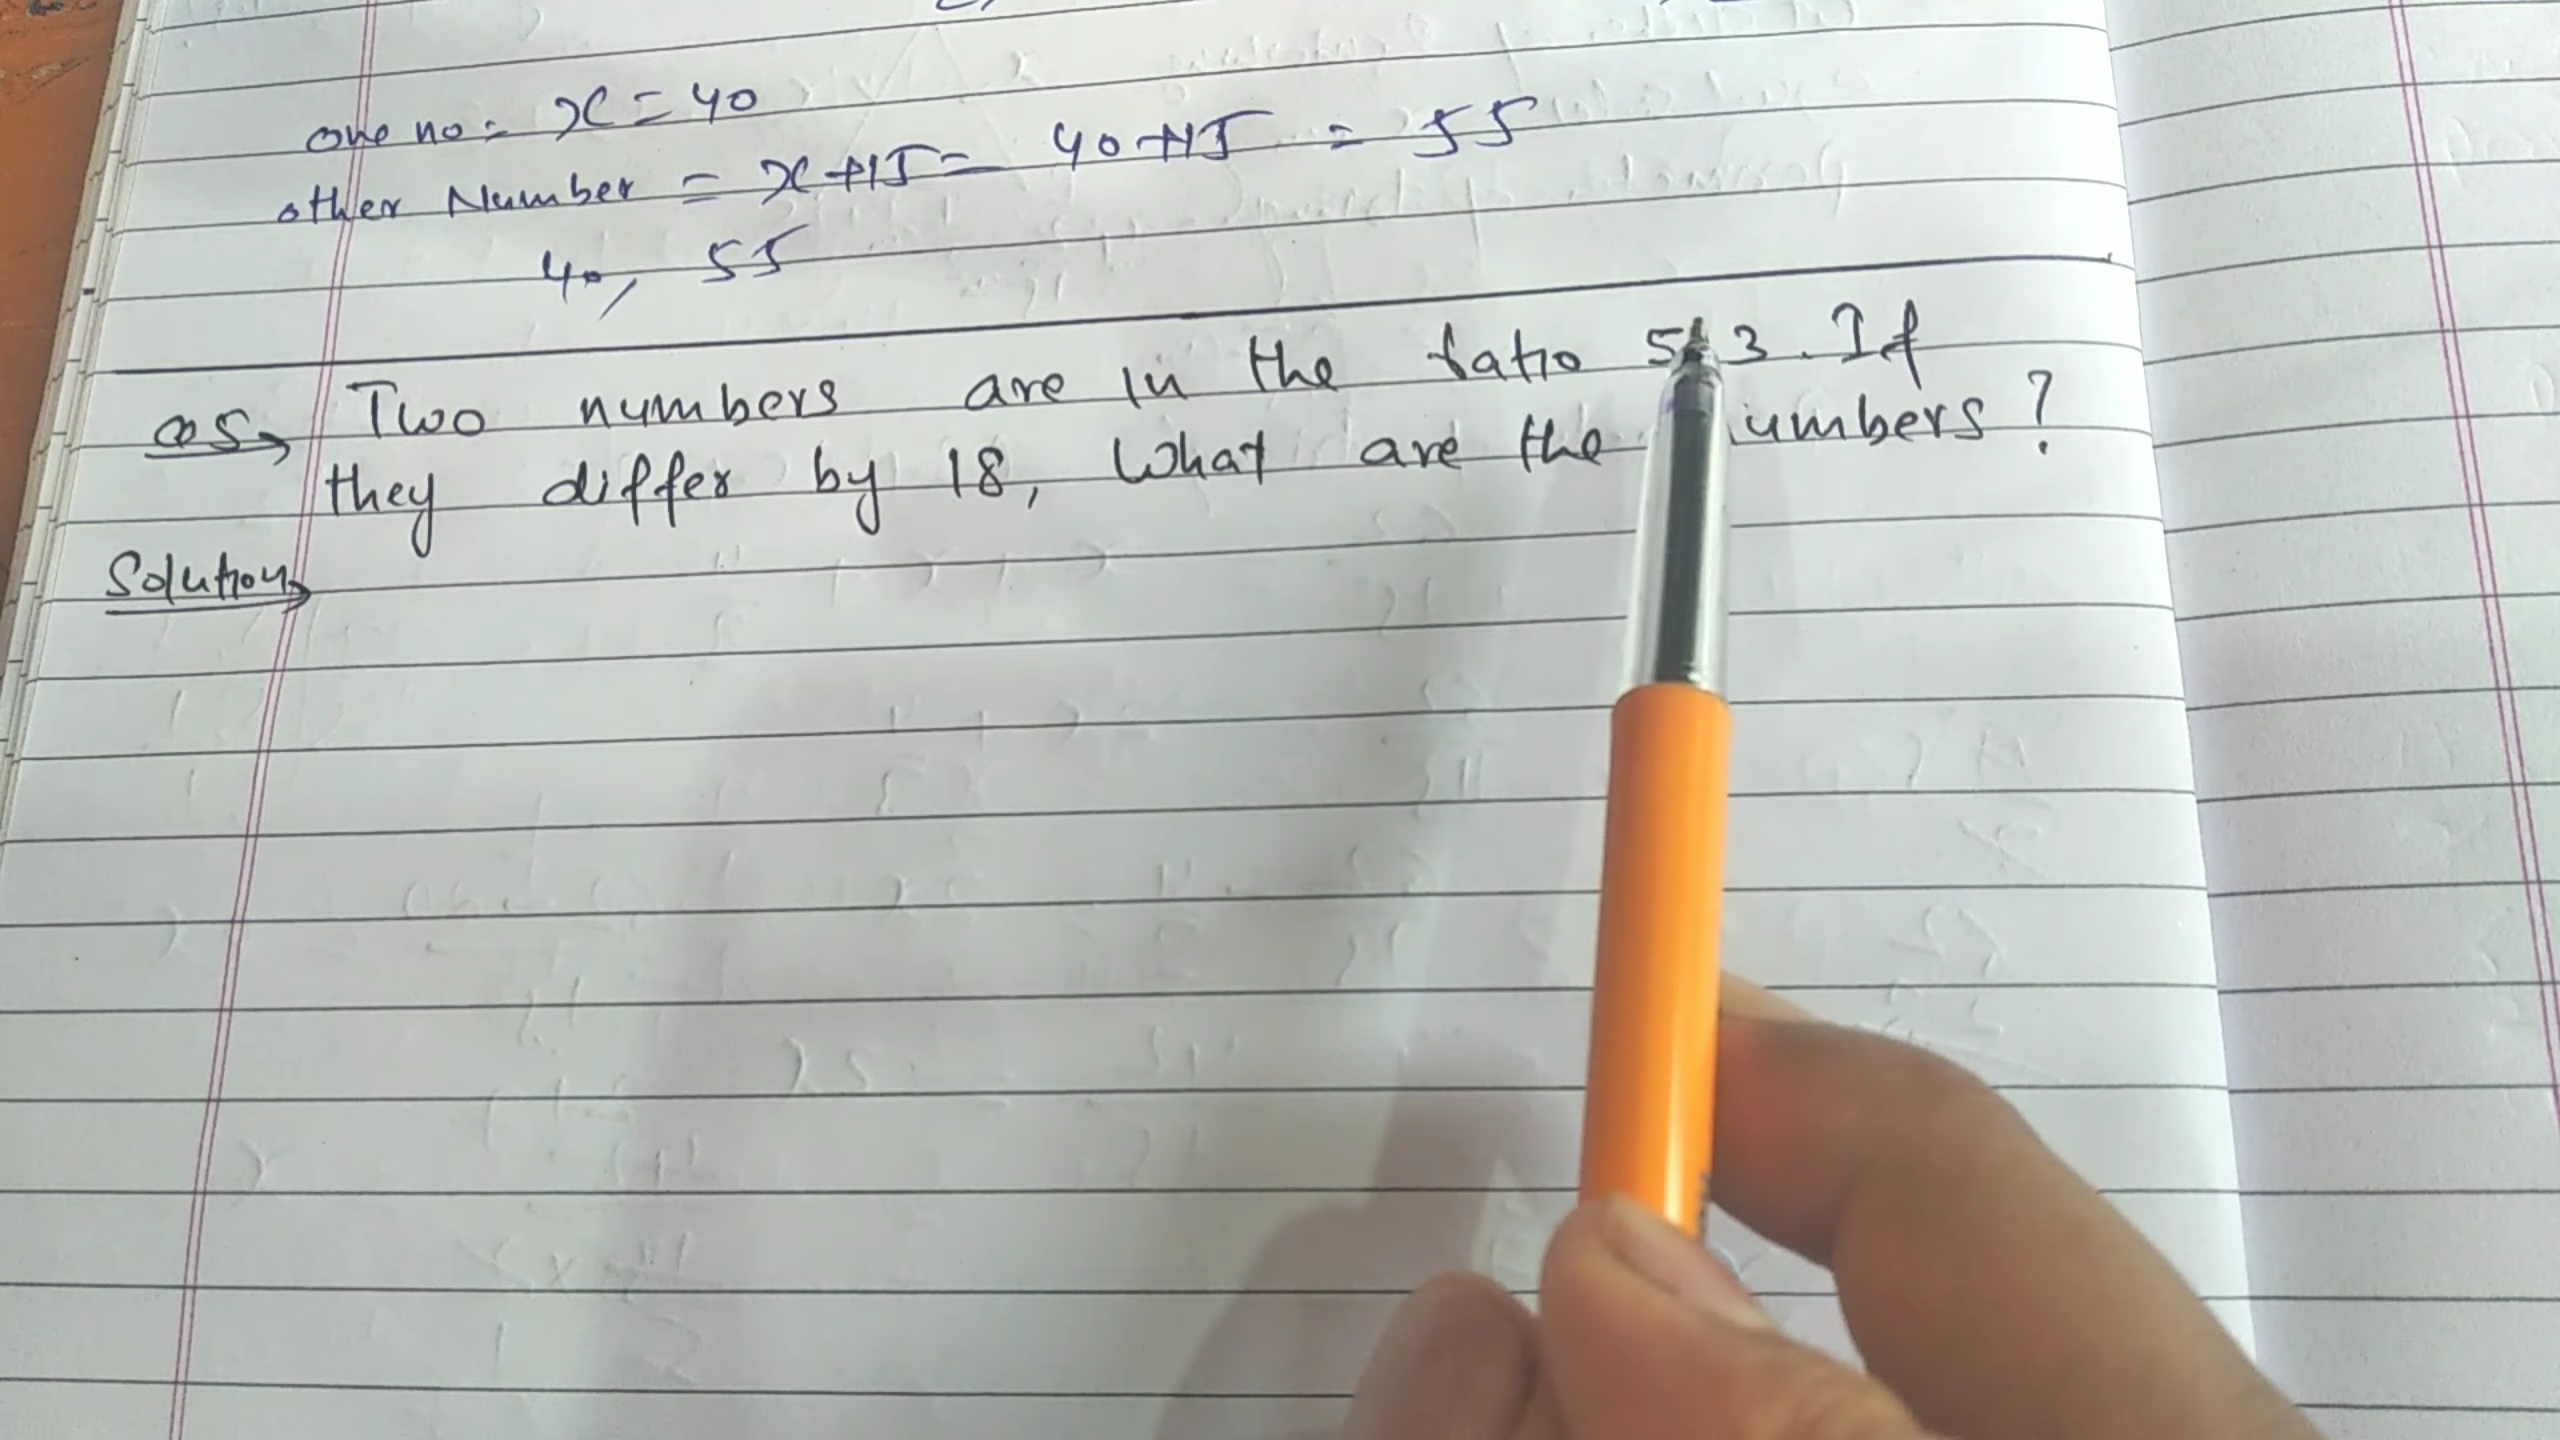 one no = x = 40
other Number = x+15 = 40+15 = 55
40, 55
Q5→ Two numbers are in the ratio 5:3. If
they differ by 18, What are the numbers?
Solution→